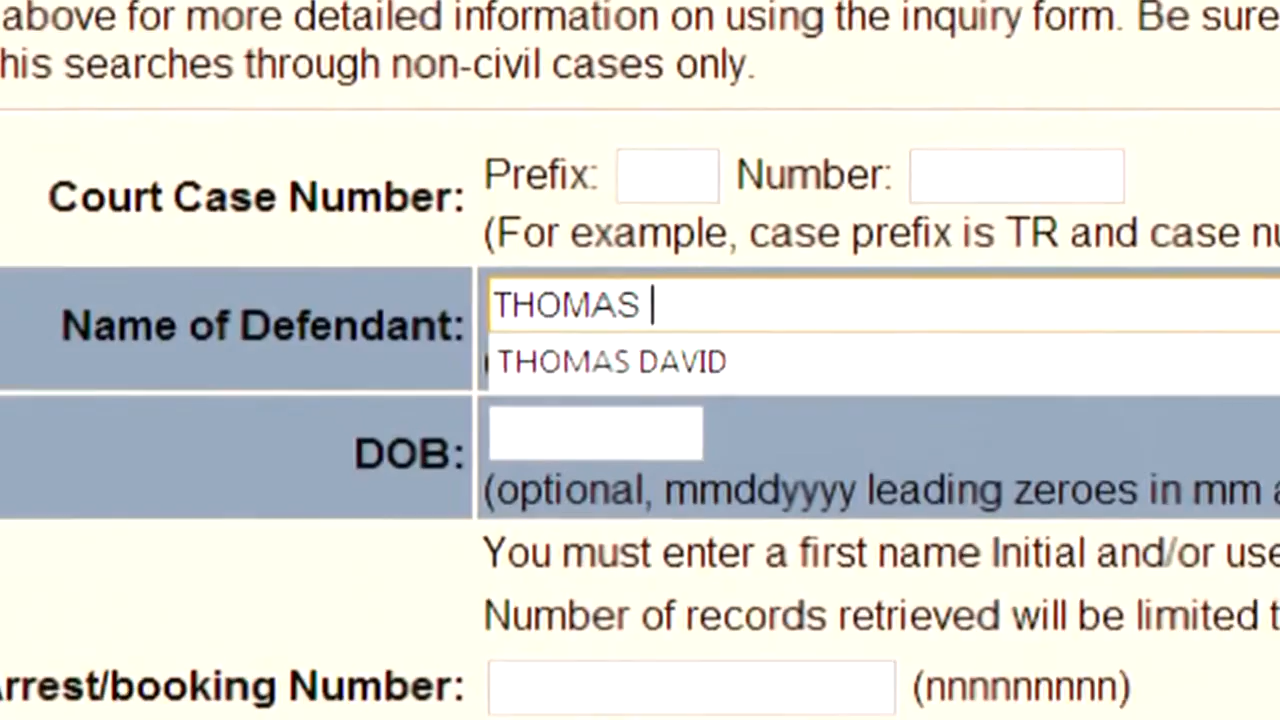 above for more detailed information on using the inquiry form. Be sure
his searches through non-civil cases only.
Court Case Number:
Prefix: Number:
(For example, case prefix is TR and case nu
Name of Defendant:
THOMAS
THOMAS DAVID
DOB:
(optional, mmddyyyy leading zeroes in mm a
You must enter a first name Initial and/or use
Number of records retrieved will be limited t
rrest/booking Number:
(nnnnnnnnn)